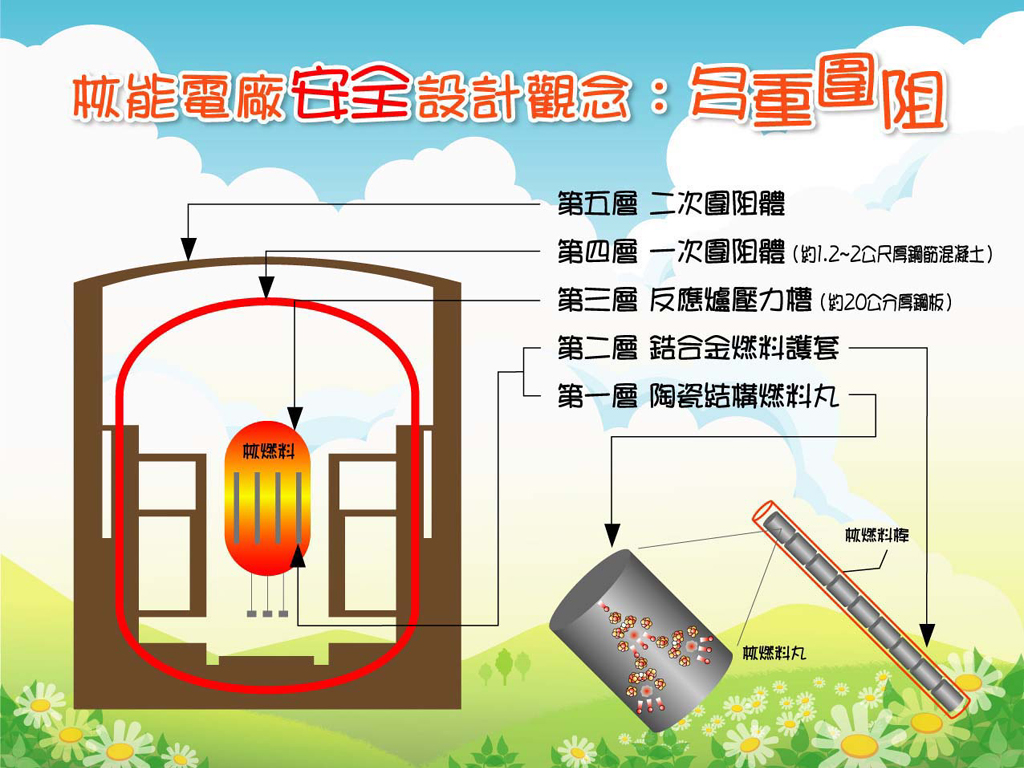 核能電廠安全設計觀念：多重圍阻
第五層 二次圍阻體
第四層 一次圍阻體（約1.2~2公尺厚鋼筋混凝土）
第三層 反應爐壓力槽（約20公分厚鋼板）
第二層 鋯合金燃料護套
第一層 陶瓷結構燃料丸
核燃料
核燃料棒
核燃料丸